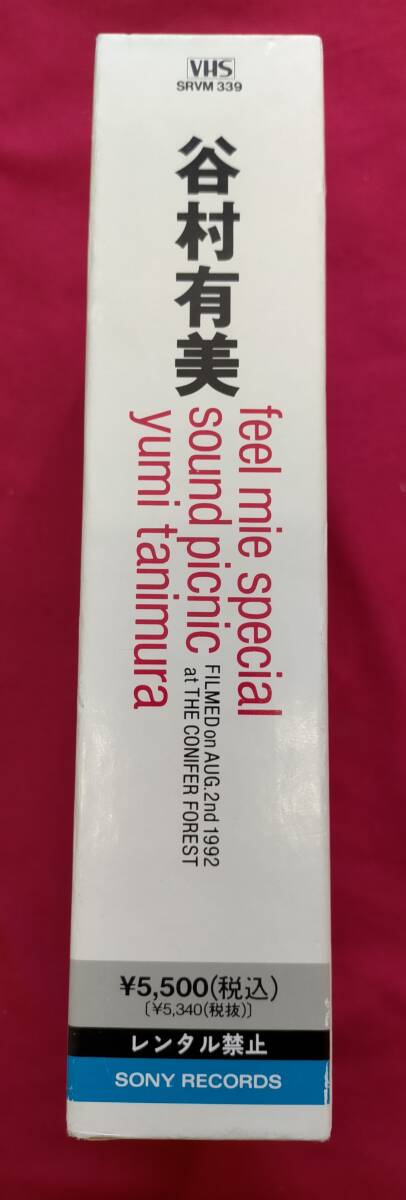 VHS
SRVM 339
谷村有美
feel mie special
sound picnic
yumi tanimura
FILMED on AUG.2nd 1992
at THE CONIFER FOREST
¥5,500(税込)
[¥5,340(税抜)]
レンタル禁止
SONY RECORDS